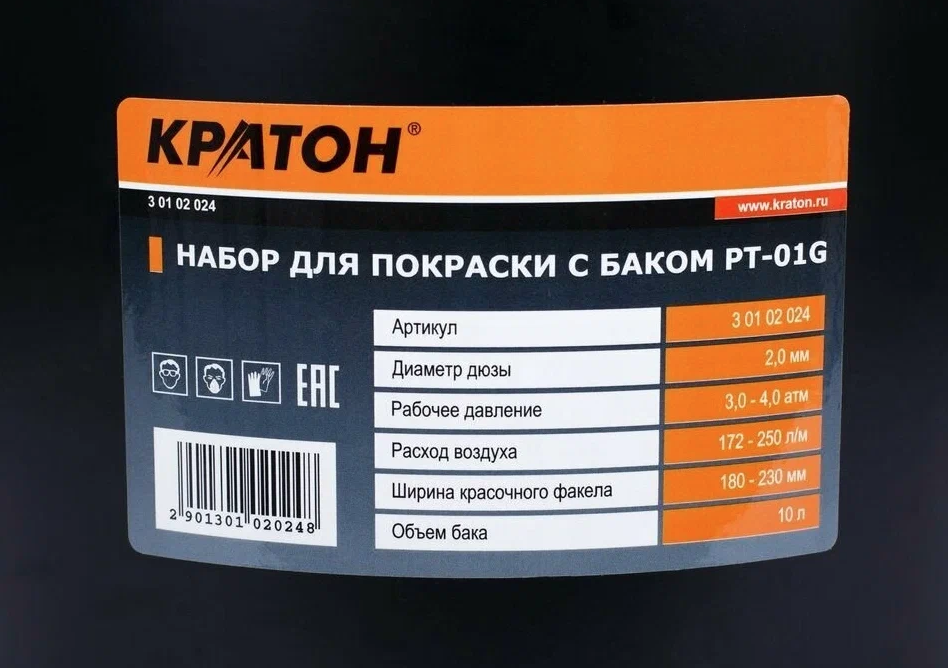 КРАТОН®
3 01 02 024
www.kraton.ru
НАБОР ДЛЯ ПОКРАСКИ С БАКОМ PT-01G
Артикул 3 01 02 024
Диаметр дюзы 2,0 мм
Рабочее давление 3,0 - 4,0 атм
Расход воздуха 172 - 250 л/м
Ширина красочного факела 180 - 230 мм
Объем бака 10 л
ЕАС
2 901301 020248